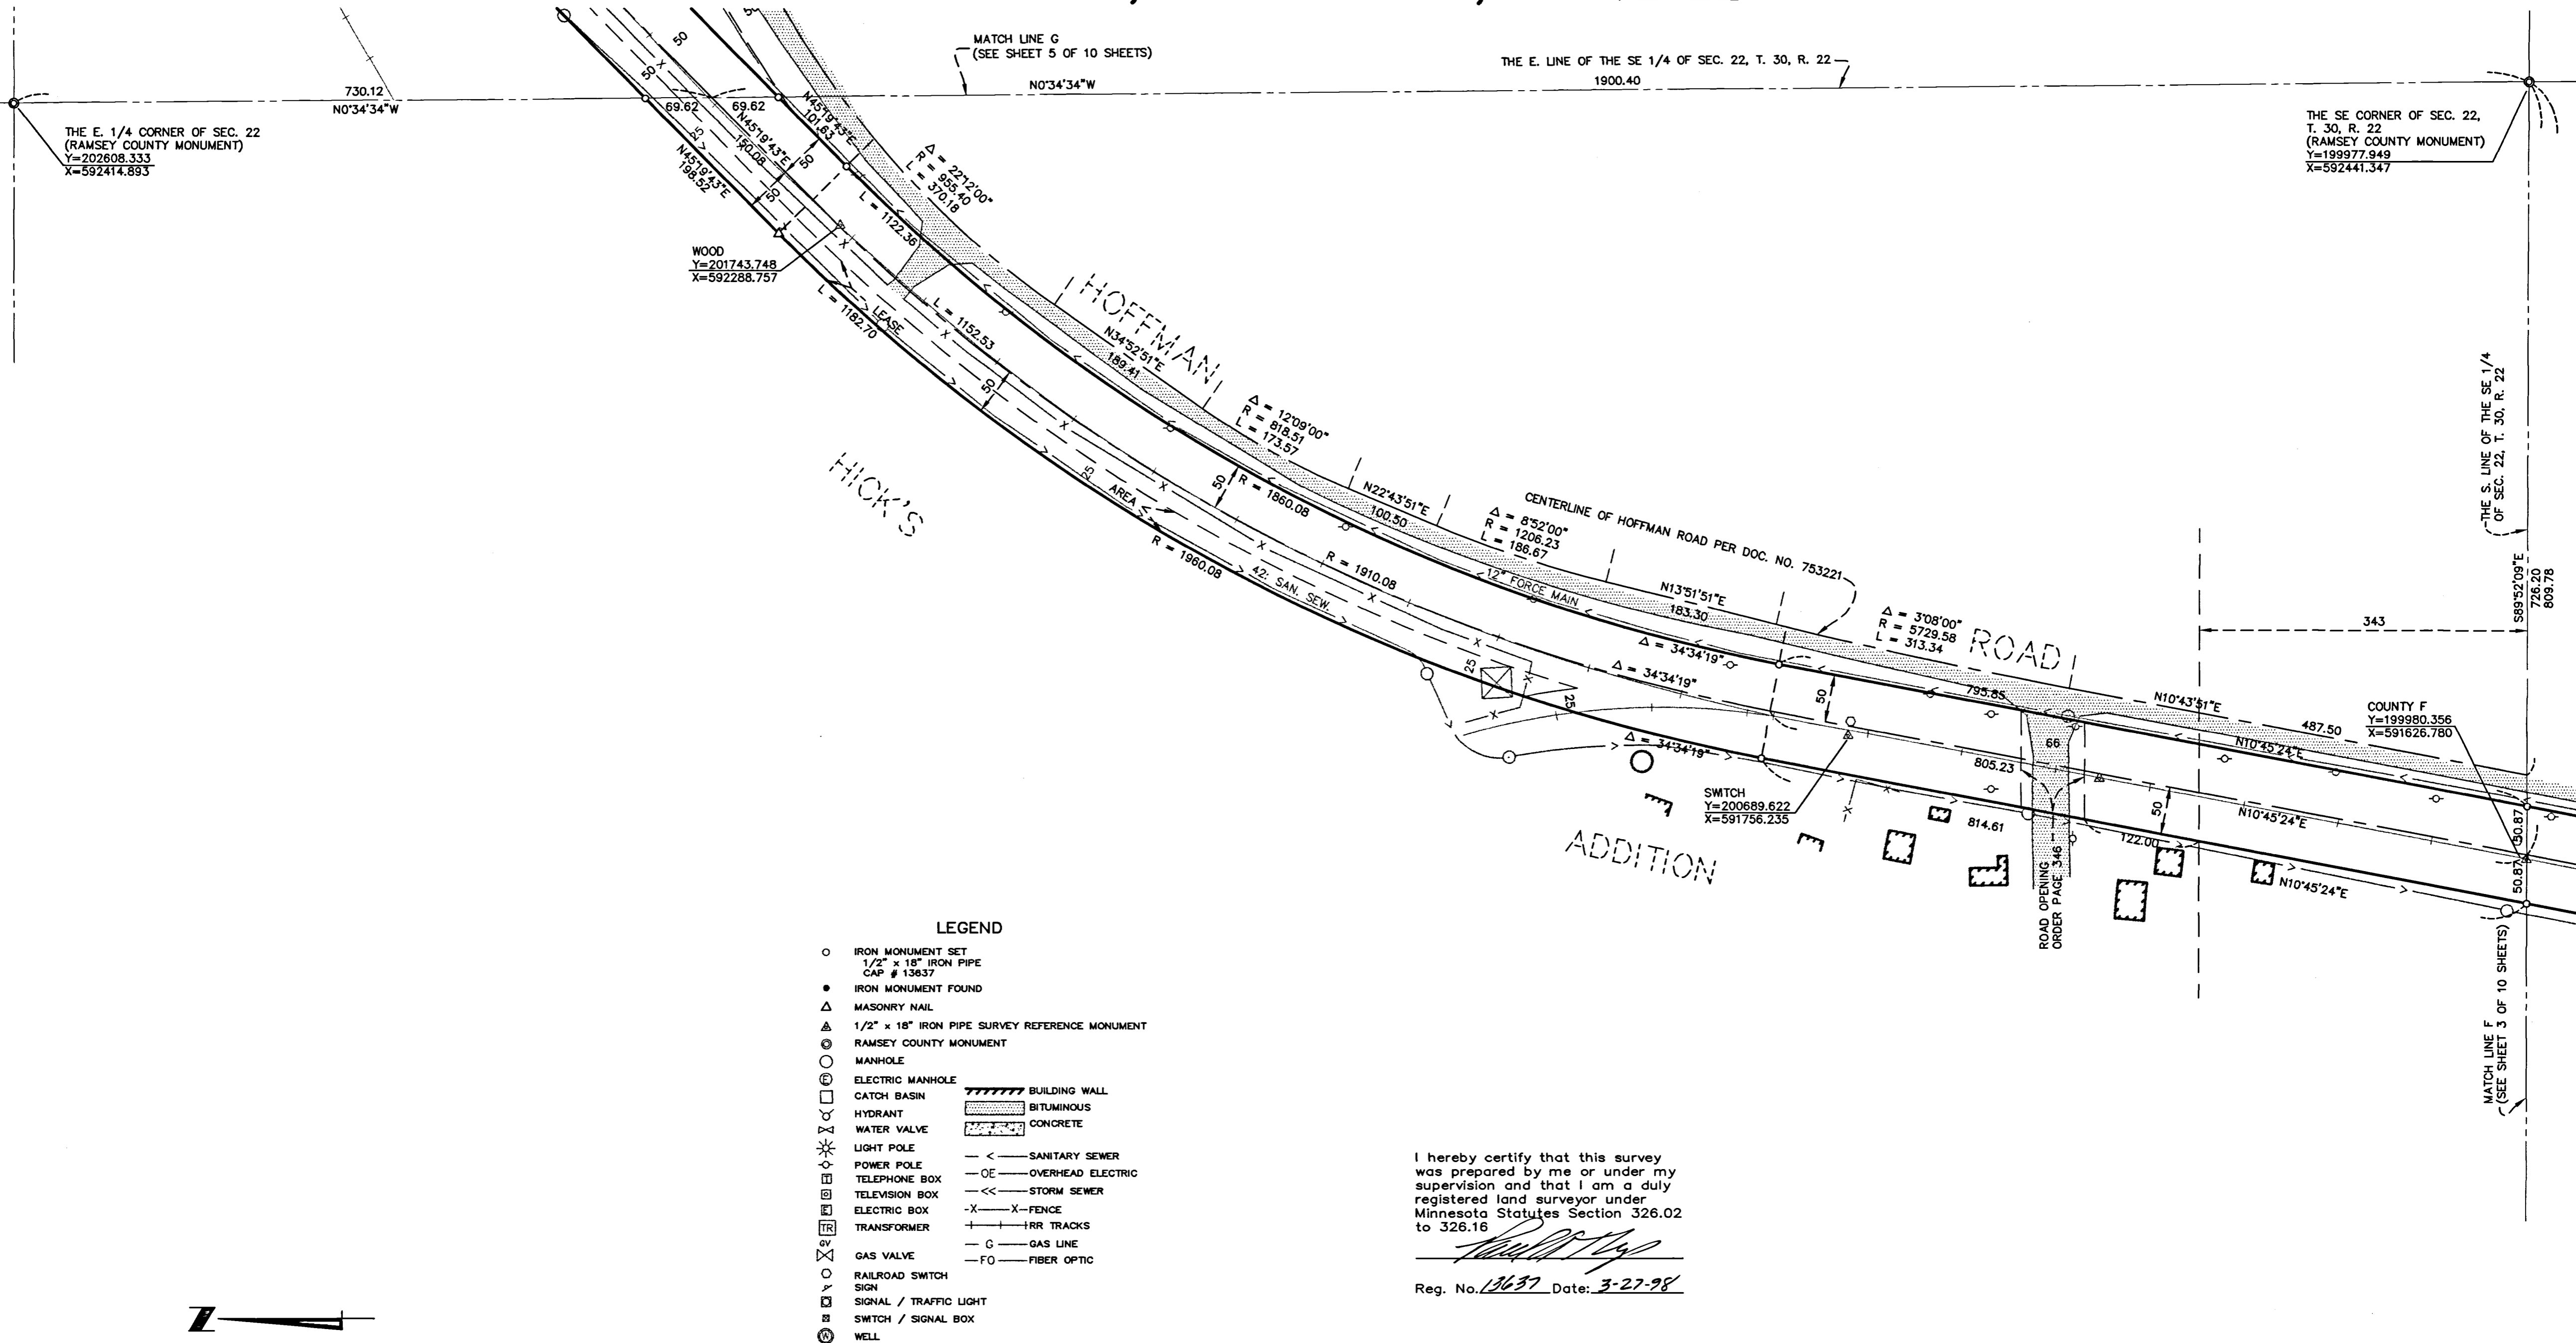 MATCH LINE G
(SEE SHEET 5 OF 10 SHEETS)
THE E. LINE OF THE SE 1/4 OF SEC. 22, T. 30, R. 22
1900.40
N0°34'34"W
730.12
N0°34'34"W
50
50
50
69.62
69.62
THE E. 1/4 CORNER OF SEC. 22
(RAMSEY COUNTY MONUMENT)
Y=202608.333
X=592414.893
THE SE CORNER OF SEC. 22,
T. 30, R. 22
(RAMSEY COUNTY MONUMENT)
Y=199977.949
X=592441.347
N45°19'43"E
101.63
N45°19'43"E
150.08
25
N45°19'43"E
198.52
50
50
Δ = 22°12'00"
R = 955.40
L = 370.18
L = 1122.36
WOOD
Y=201743.748
X=592288.757
L = 1182.70
LEASE
L = 1152.53
HOFFMAN
N34°52'51"E
189.41
50
Δ = 12°09'00"
R = 818.51
L = 173.57
HICK'S
25
AREA
50
R = 1860.08
N22°43'51"E
100.50
Δ = 8°52'00"
R = 1206.23
L = 186.67
CENTERLINE OF HOFFMAN ROAD PER DOC. NO. 753221
THE S. LINE OF THE SE 1/4
OF SEC. 22, T. 30, R. 22
S89°52'09"E
726.20
809.78
R = 1960.08
42: SAN. SEW.
R = 1910.08
12" FORCE MAIN
N13°51'51"E
183.30
Δ = 3°08'00"
R = 5729.58
L = 313.34
ROAD
343
Δ = 34°34'19"
Δ = 34°34'19"
Δ = 34°34'19"
25
25
50
795.85
N10°43'51"E
487.50
COUNTY F
Y=199980.356
X=591626.780
66
N10°45'24"E
805.23
SWITCH
Y=200689.622
X=591756.235
50
N10°45'24"E
814.61
122.00
N10°45'24"E
50.87
50.87
ADDITION
ROAD OPENING
ORDER PAGE 346
MATCH LINE F
(SEE SHEET 3 OF 10 SHEETS)
LEGEND
IRON MONUMENT SET
1/2" x 18" IRON PIPE
CAP # 13637
IRON MONUMENT FOUND
MASONRY NAIL
1/2" x 18" IRON PIPE SURVEY REFERENCE MONUMENT
RAMSEY COUNTY MONUMENT
MANHOLE
E ELECTRIC MANHOLE
CATCH BASIN
HYDRANT
WATER VALVE
LIGHT POLE
POWER POLE
T TELEPHONE BOX
TELEVISION BOX
E ELECTRIC BOX
TR TRANSFORMER
GV
GAS VALVE
RAILROAD SWITCH
SIGN
SIGNAL / TRAFFIC LIGHT
SWITCH / SIGNAL BOX
W WELL
BUILDING WALL
BITUMINOUS
CONCRETE
< SANITARY SEWER
OE OVERHEAD ELECTRIC
<< STORM SEWER
X X FENCE
RR TRACKS
G GAS LINE
FO FIBER OPTIC
I hereby certify that this survey
was prepared by me or under my
supervision and that I am a duly
registered land surveyor under
Minnesota Statutes Section 326.02
to 326.16
Reg. No. 13637 Date: 3-27-98
Z